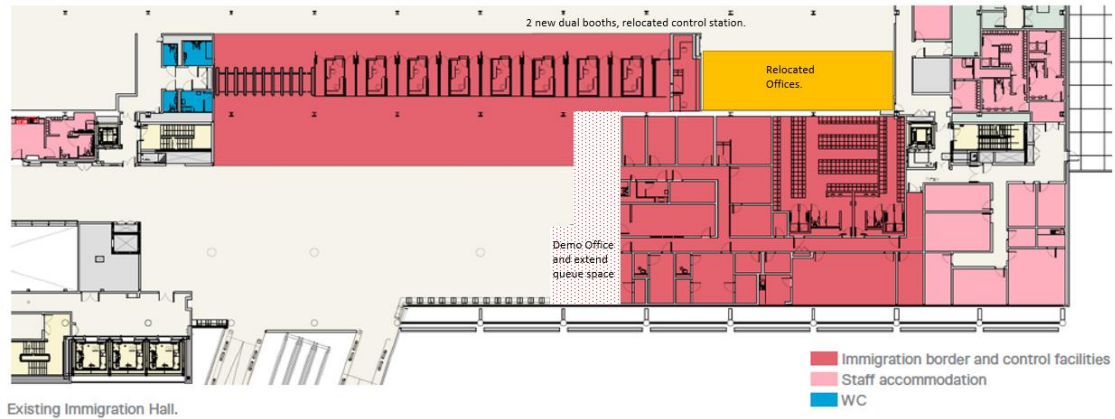 2 new dual booths, relocated control station.
Relocated
Offices.
Demo Office
and extend
queue space
Immigration border and control facilities
Staff accommodation
WC
Existing Immigration Hall.